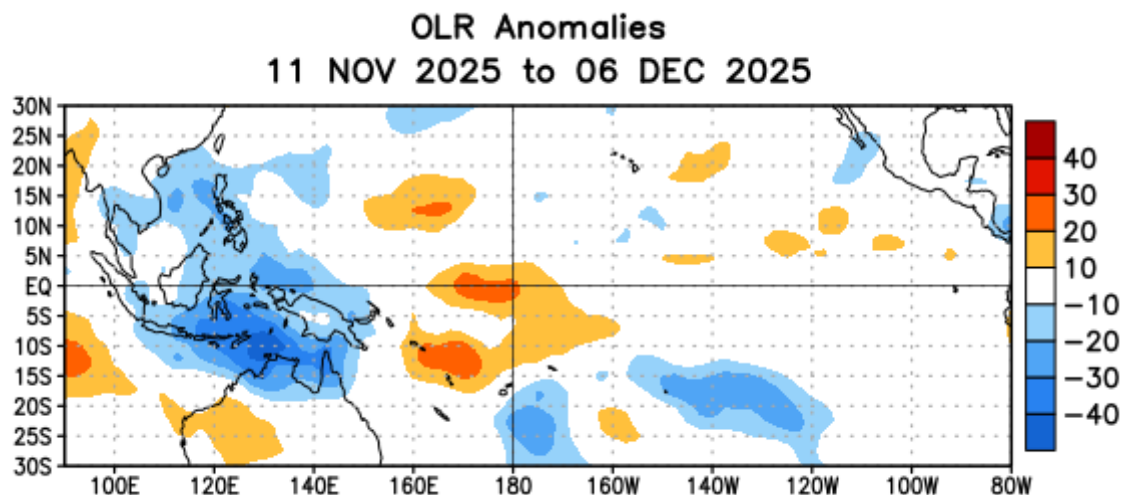 OLR Anomalies
11 NOV 2025 to 06 DEC 2025
30N
25N
20N
15N
10N
5N
EQ
5S
10S
15S
20S
25S
30S
100E 120E 140E 160E 180 160W 140W 120W 100W 80W
40
30
20
10
-10
-20
-30
-40